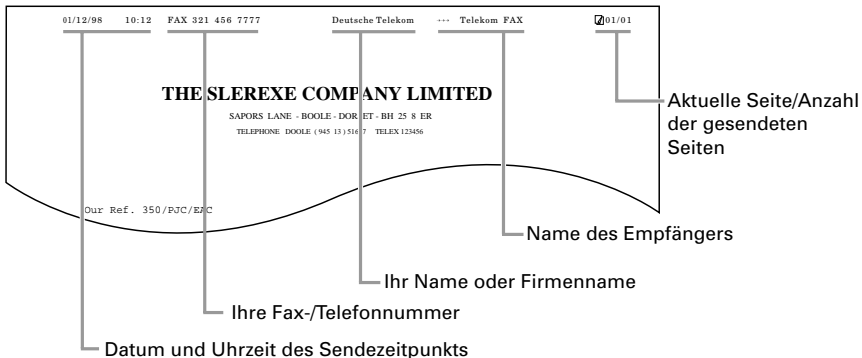 01/12/98 10:12 FAX 321 456 7777 Deutsche Telekom ··· Telekom FAX 01/01
THE SLEREXE COMPANY LIMITED
SAPORS LANE - BOOLE - DORSET - BH 25 8 ER
TELEPHONE DOOLE (945 13) 51617 TELEX 123456
Aktuelle Seite/Anzahl
der gesendeten
Seiten
Our Ref. 350/PJC/EAC
Name des Empfängers
Ihr Name oder Firmenname
Ihre Fax-/Telefonnummer
Datum und Uhrzeit des Sendezeitpunkts